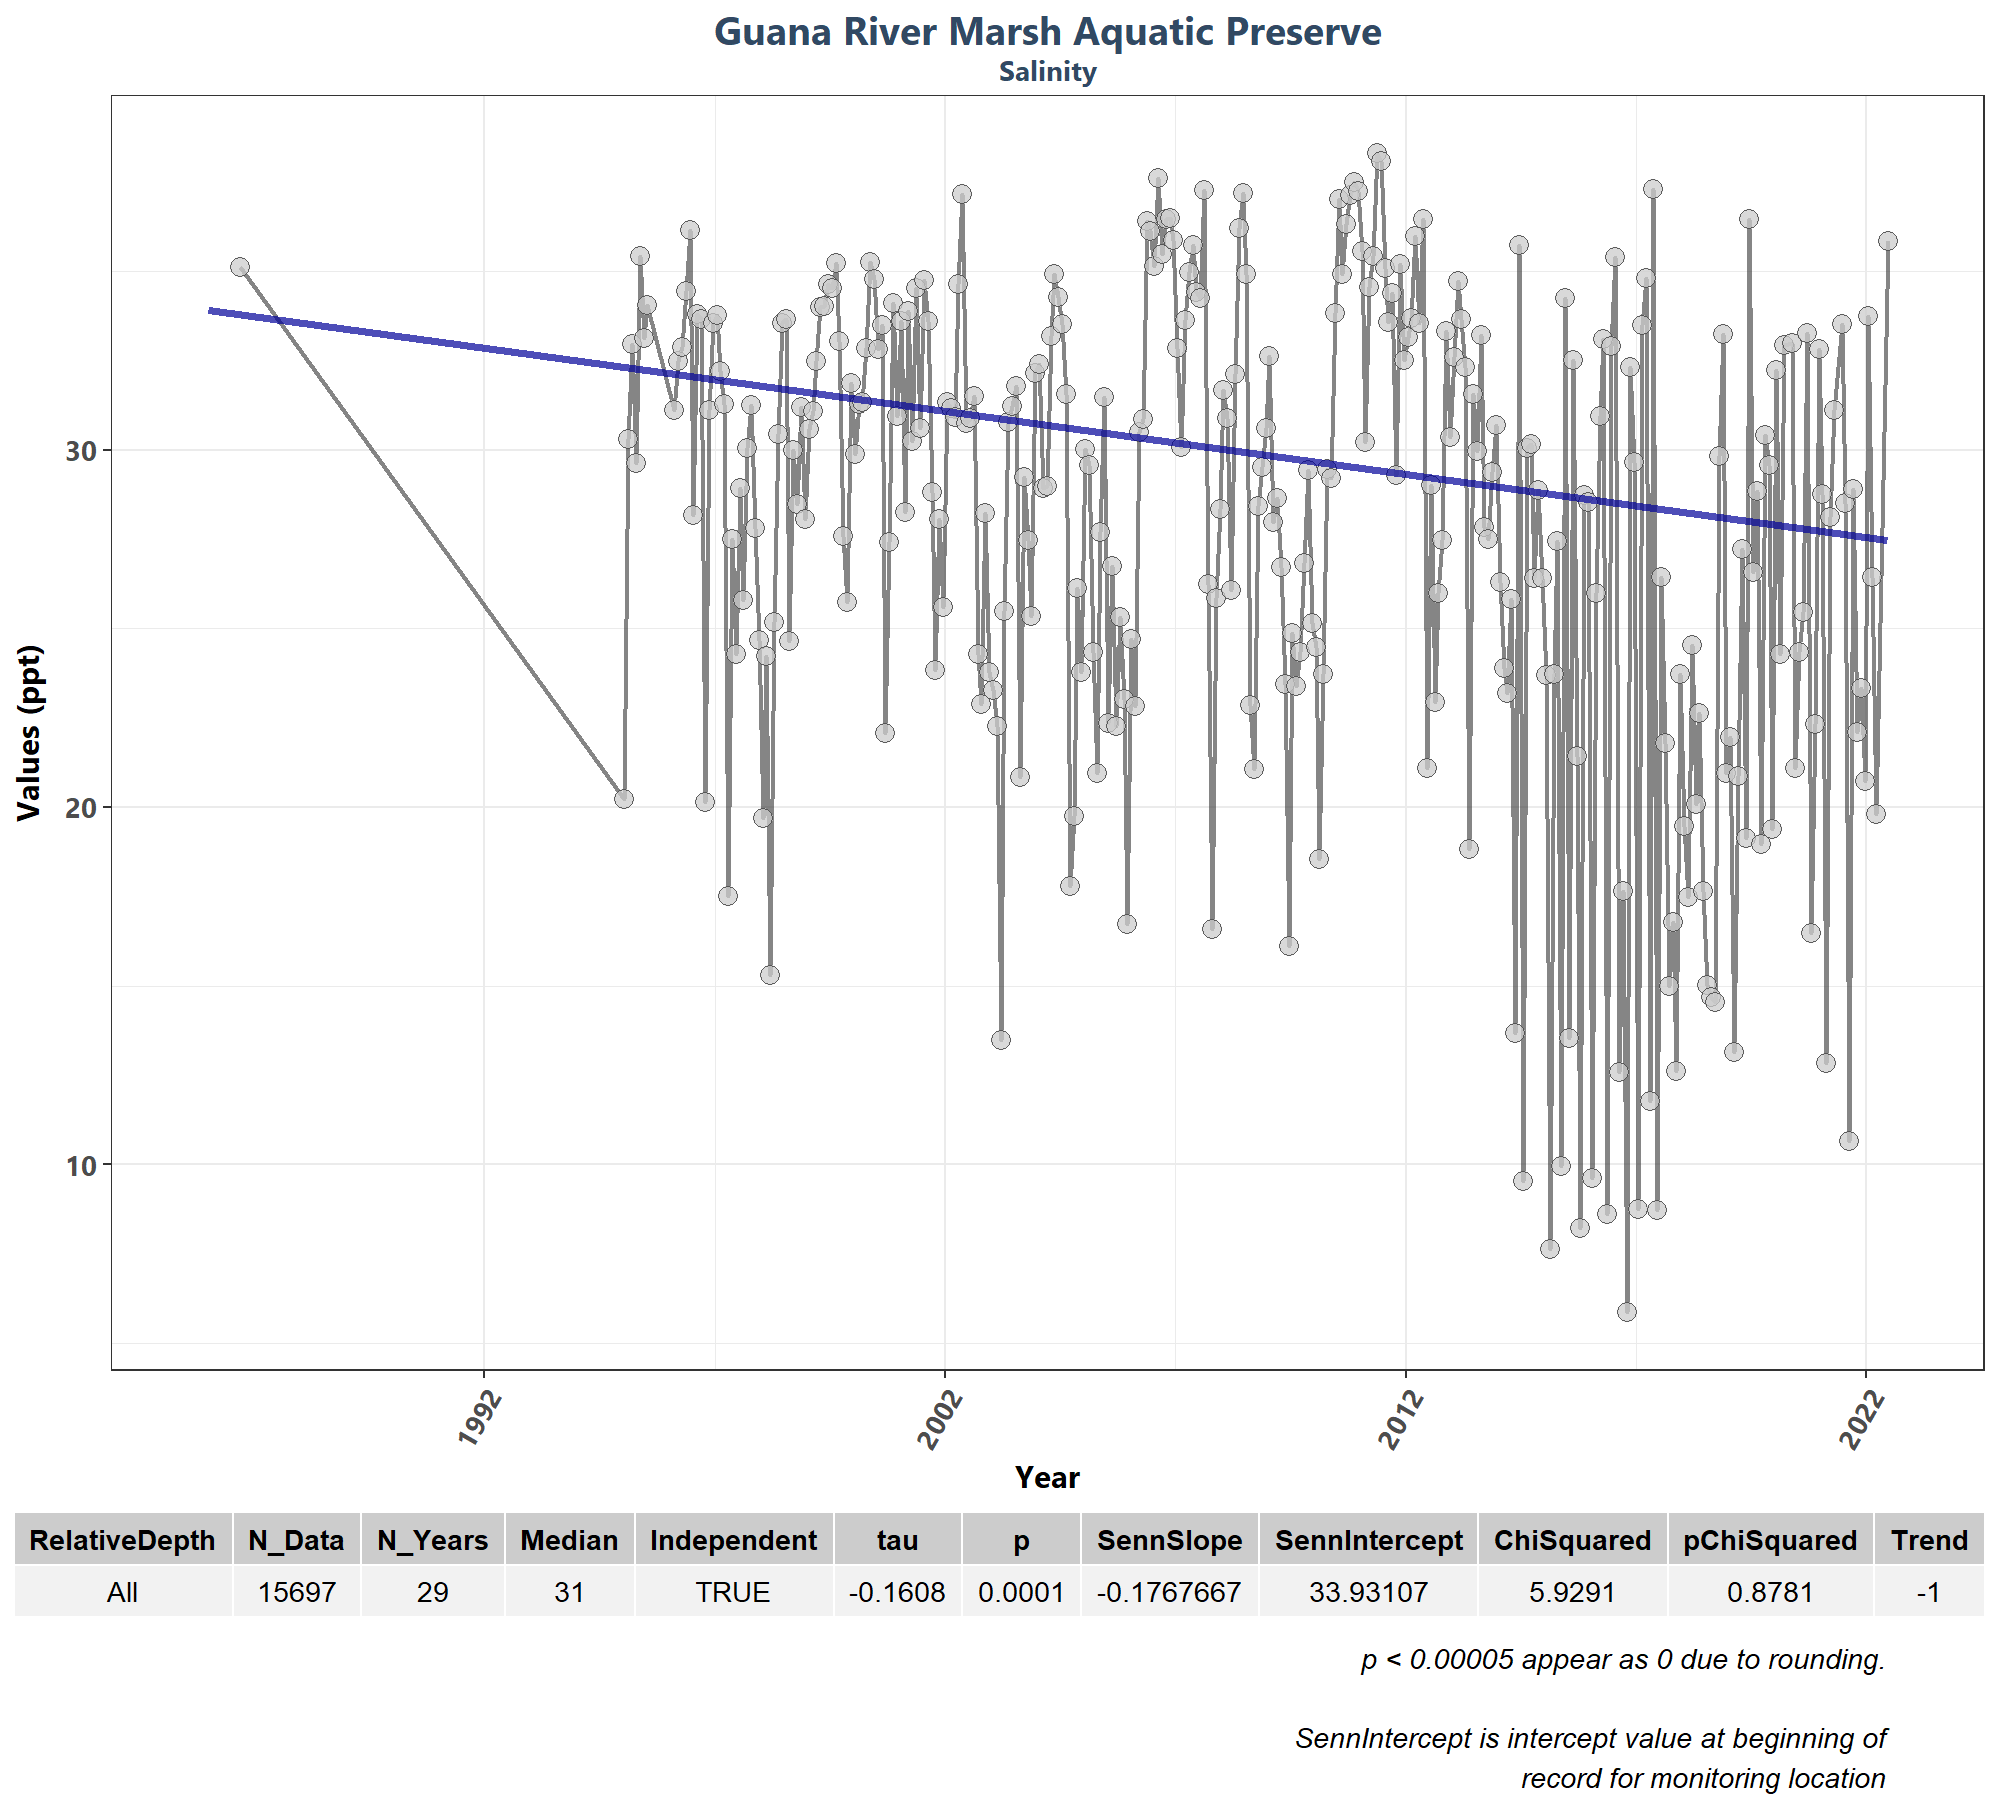 Guana River Marsh Aquatic Preserve
Salinity
Values (ppt)
30
20
10
1992 2002 2012 2022
Year
RelativeDepth N_Data N_Years Median Independent tau p SennSlope SennIntercept ChiSquared pChiSquared Trend
All 15697 29 31 TRUE -0.1608 0.0001 -0.1767667 33.93107 5.9291 0.8781 -1
p < 0.00005 appear as 0 due to rounding.
SennIntercept is intercept value at beginning of
record for monitoring location